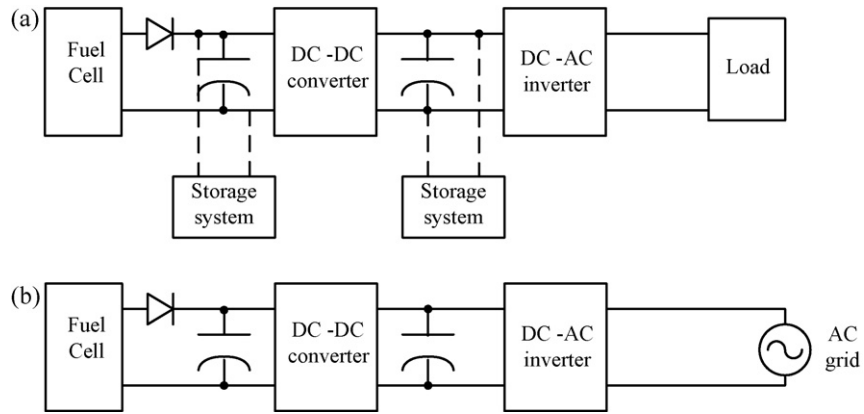 (a)
Fuel
Cell
DC -DC
converter
DC -AC
inverter
Load
Storage
system
Storage
system
(b)
Fuel
Cell
DC -DC
converter
DC -AC
inverter
AC
grid